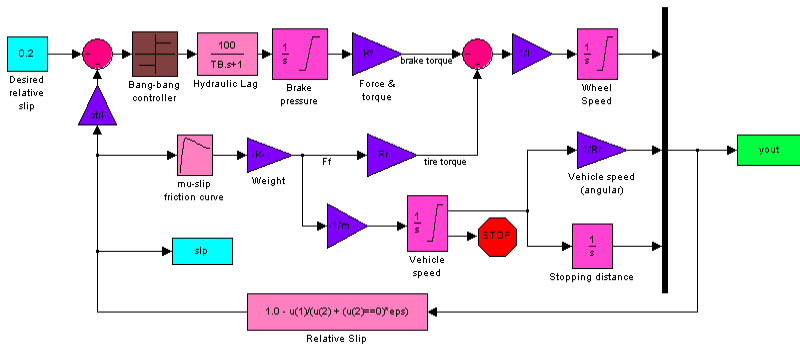 0.2
Desired
relative
slip
+
-
ctrl
Bang-bang
controller
100
TB.s+1
Hydraulic Lag
1
s
Brake
pressure
Kf
Force &
torque
brake torque
-
+
1/I
1
s
Wheel
Speed
mu-slip
friction curve
-K-
Weight
Ff
Rr
tire torque
-1/m
1
s
Vehicle
speed
STOP
1/Rr
Vehicle speed
(angular)
1
s
Stopping distance
yout
slp
1.0 - u(1)/(u(2) + (u(2)==0)*eps)
Relative Slip